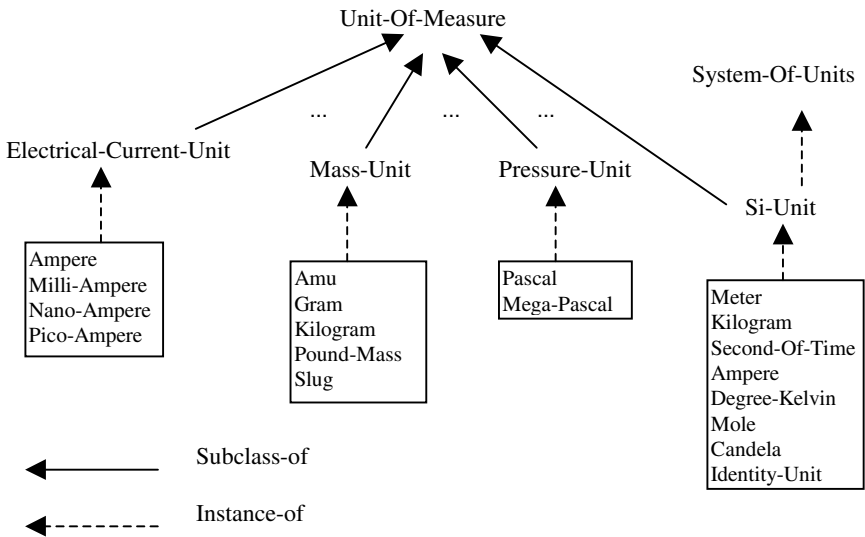 Unit-Of-Measure
System-Of-Units
... ... ...
Electrical-Current-Unit
Mass-Unit
Pressure-Unit
Si-Unit
Ampere
Milli-Ampere
Nano-Ampere
Pico-Ampere
Amu
Gram
Kilogram
Pound-Mass
Slug
Pascal
Mega-Pascal
Meter
Kilogram
Second-Of-Time
Ampere
Degree-Kelvin
Mole
Candela
Identity-Unit
Subclass-of
Instance-of